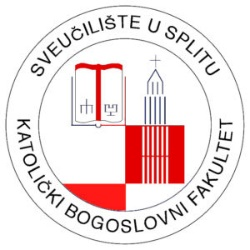 SVEUČILIŠTE U SPLITU
KATOLIČKI BOGOSLOVNI FAKULTET